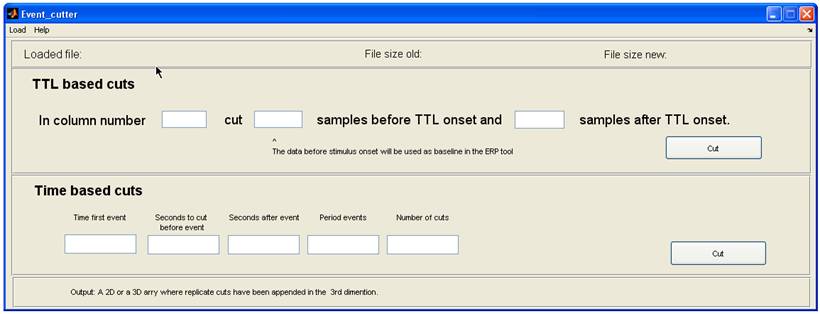 Event_cutter
Load Help
Loaded file: File size old: File size new:
TTL based cuts
In column number cut samples before TTL onset and samples after TTL onset.
^
The data before stimulus onset will be used as baseline in the ERP tool
Cut
Time based cuts
Time first event Seconds to cut before event Seconds after event Period events Number of cuts
Cut
Output: A 2D or a 3D arry where replicate cuts have been appended in the 3rd dimention.